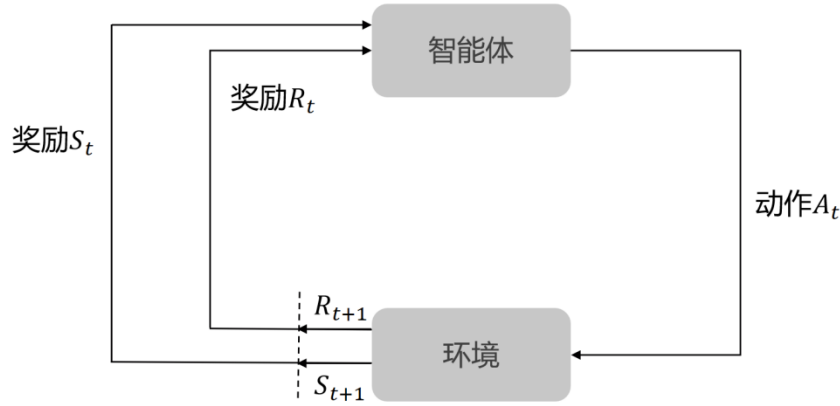 智能体
奖励R_t
奖励S_t
动作A_t
R_{t+1}
环境
S_{t+1}